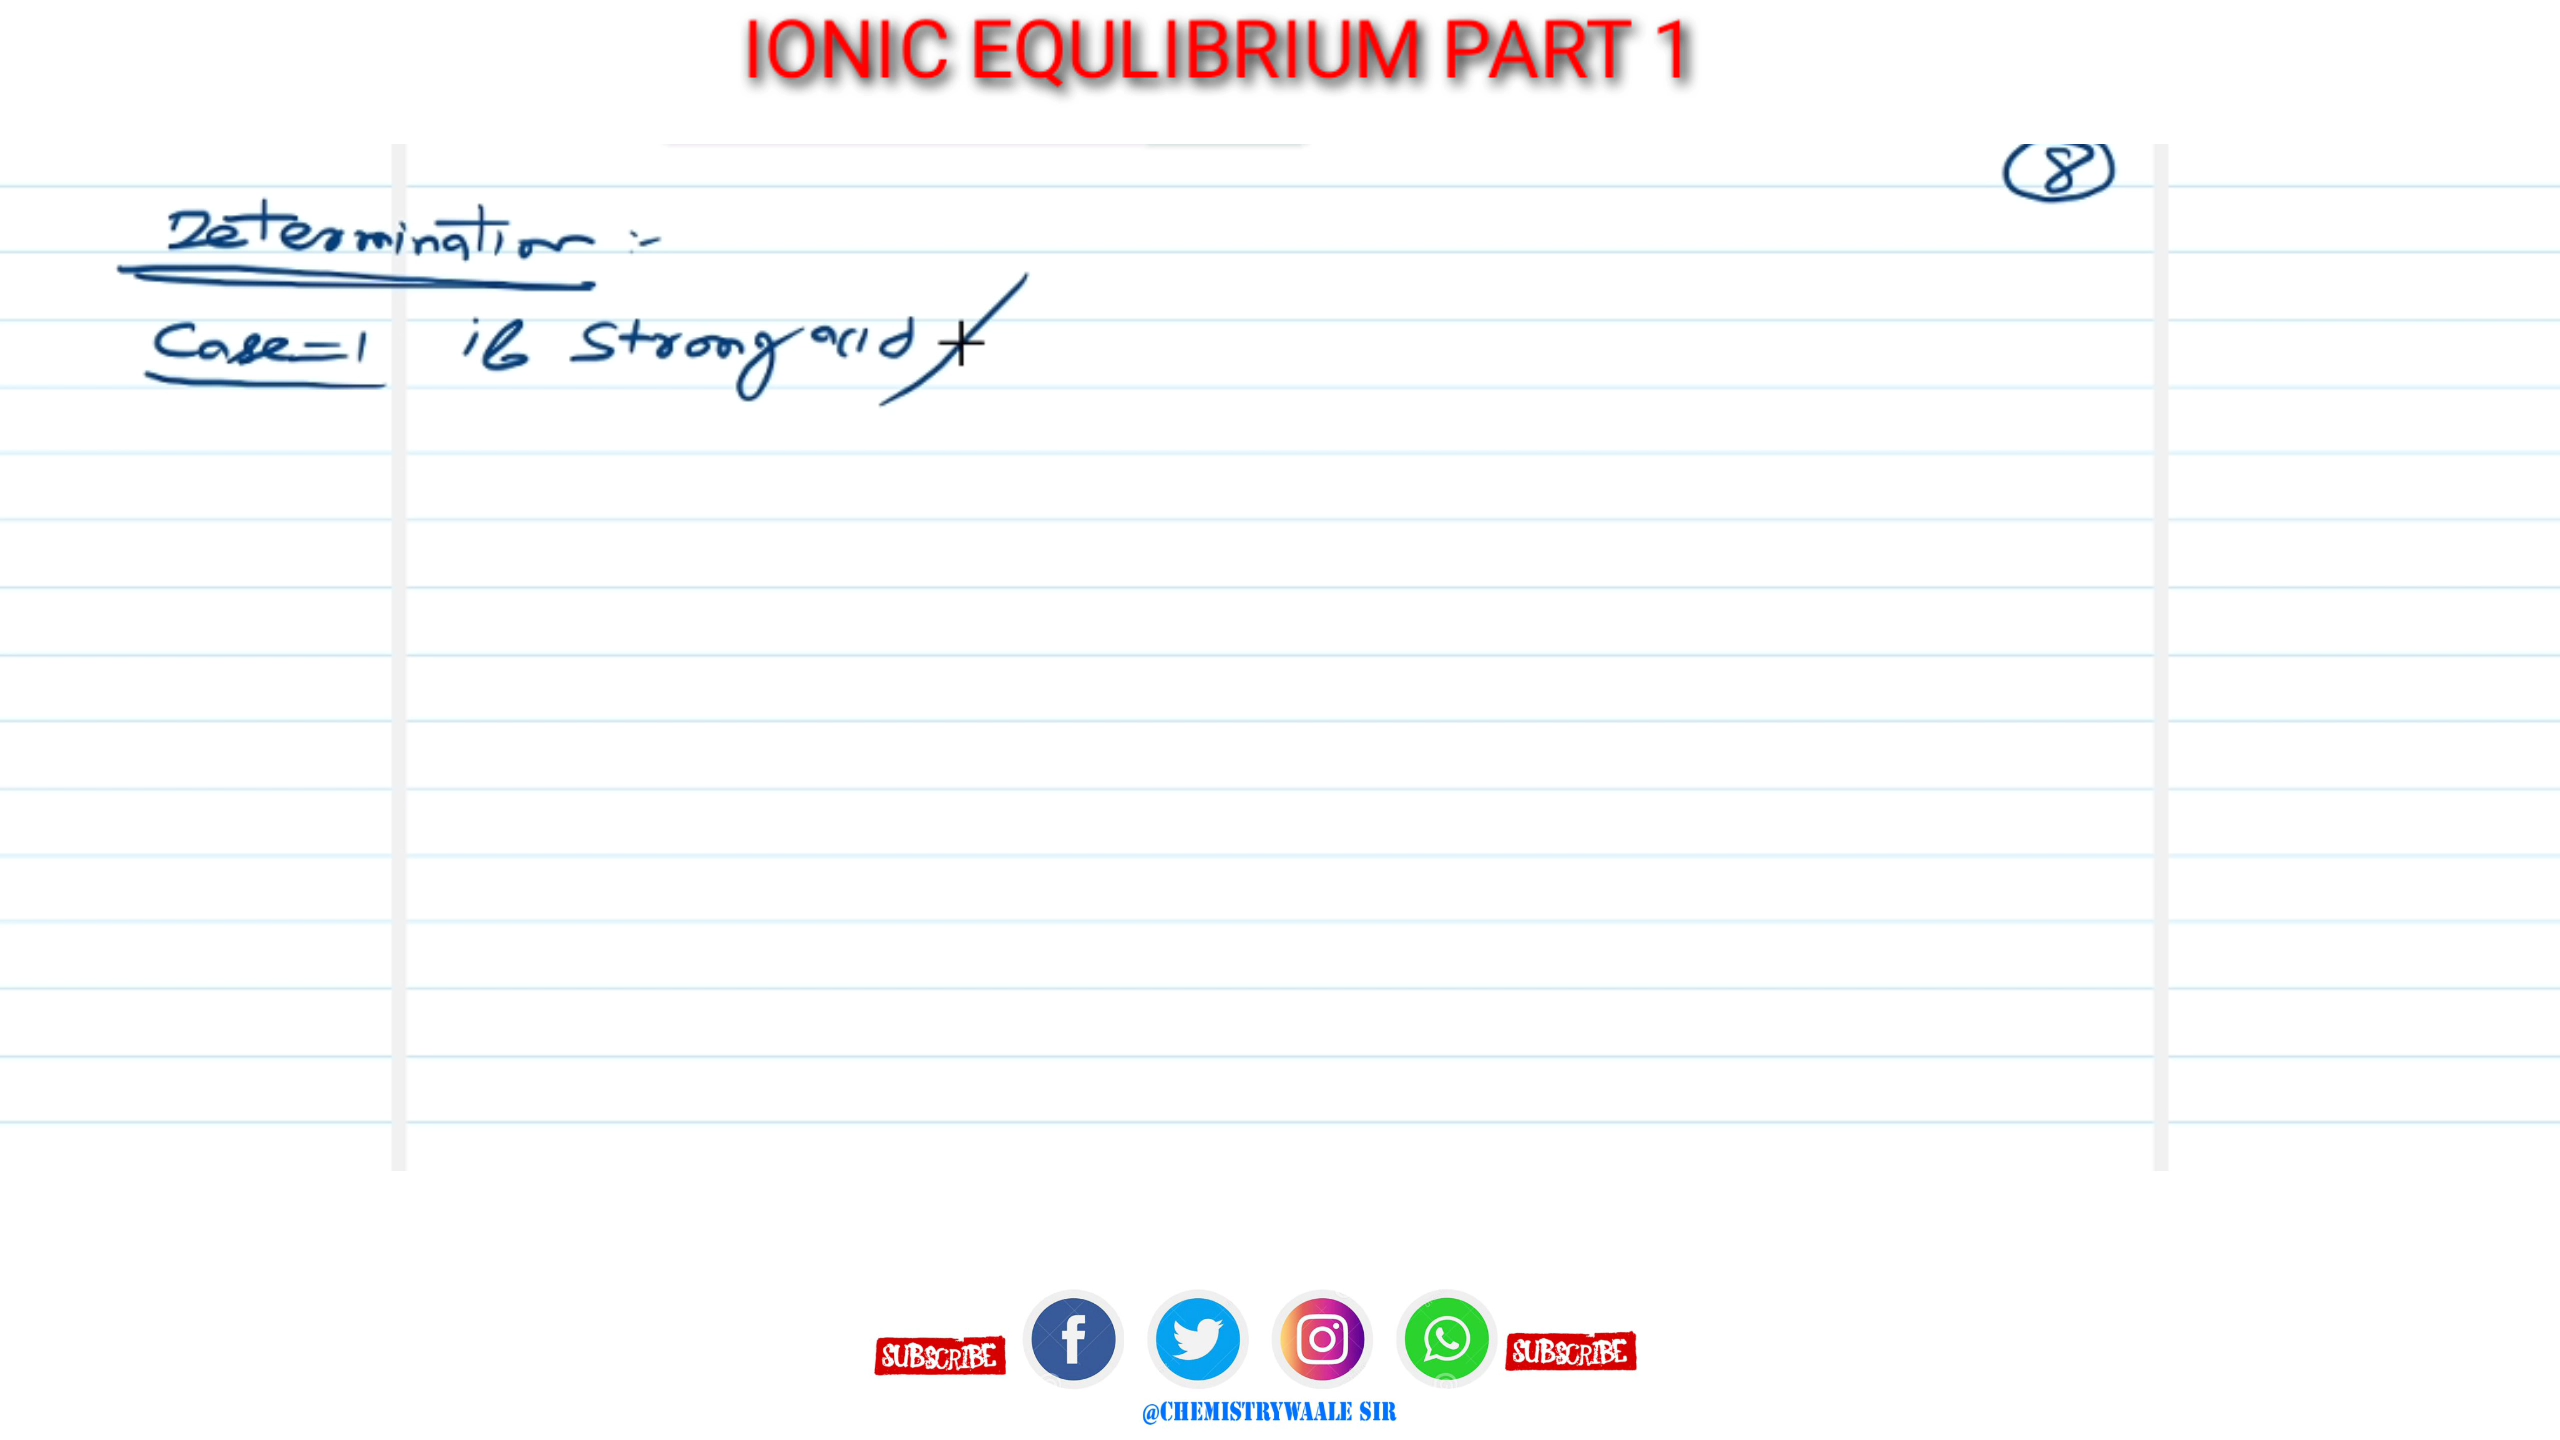 IONIC EQULIBRIUM PART 1
8
Determination :-
Case=1 if Strong acid /
SUBSCRIBE SUBSCRIBE
@CHEMISTRYWAALE SIR